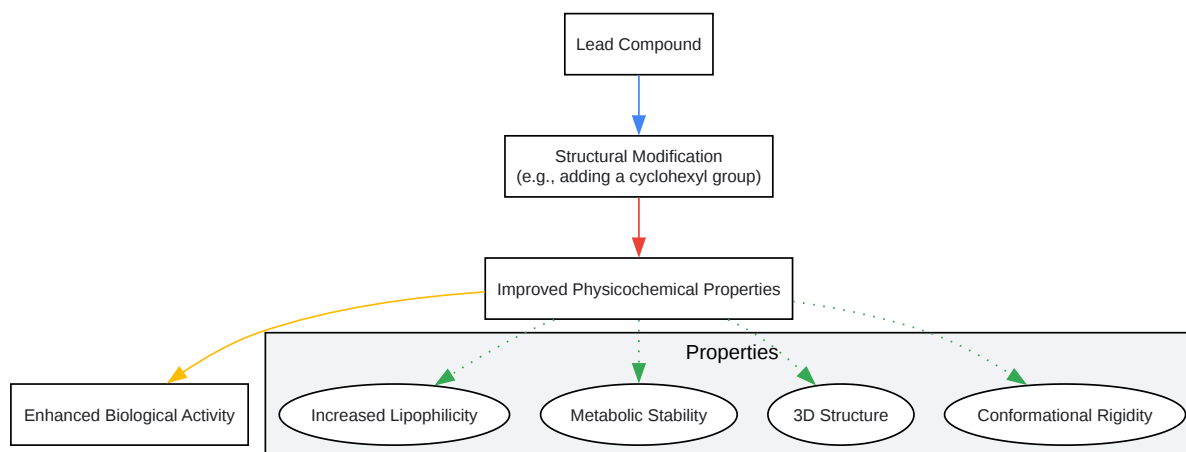 Lead Compound
Structural Modification
(e.g., adding a cyclohexyl group)
Improved Physicochemical Properties
Properties
Enhanced Biological Activity
Increased Lipophilicity
Metabolic Stability
3D Structure
Conformational Rigidity